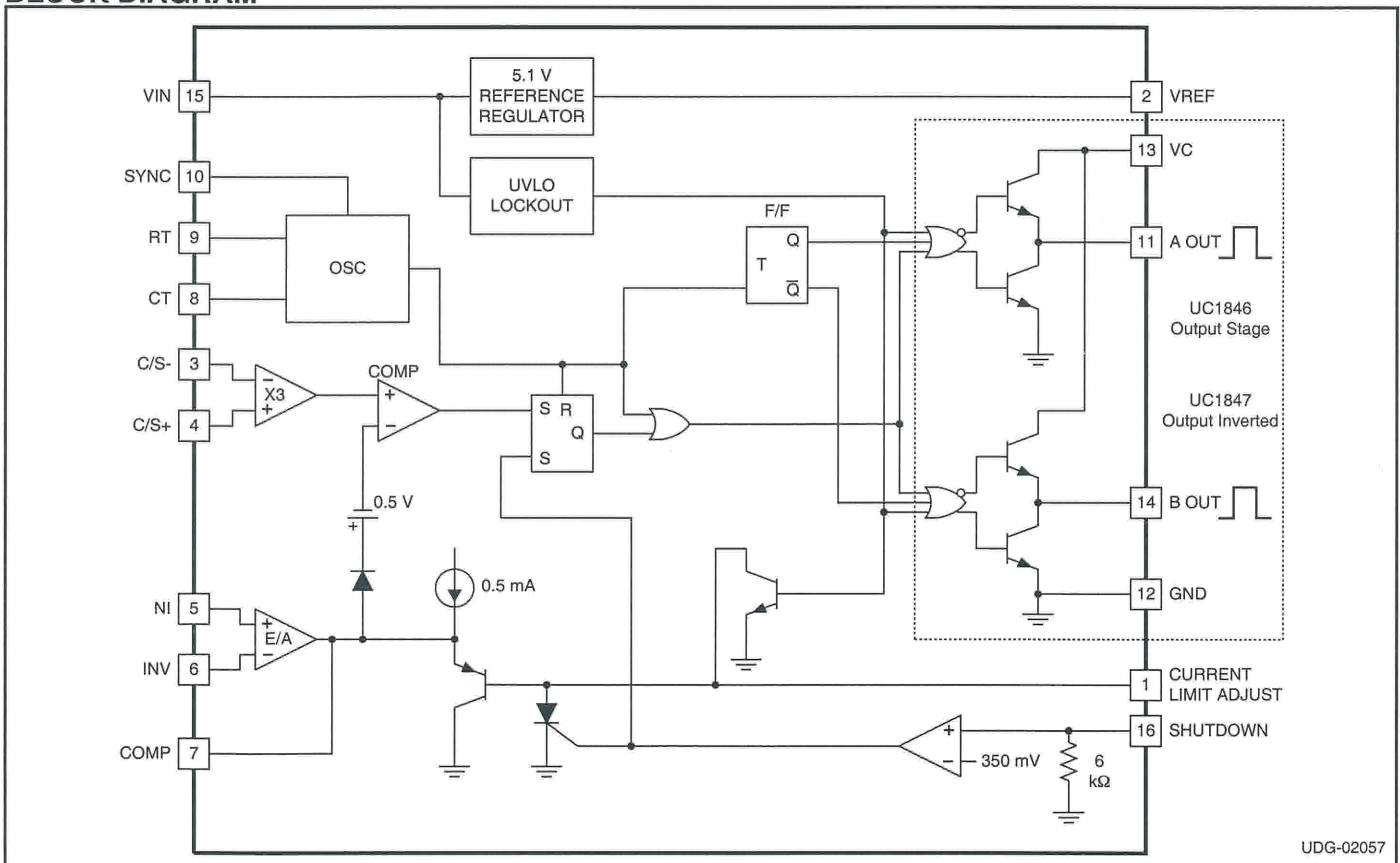 BLOCK DIAGRAM
VIN 15
5.1 V
REFERENCE
REGULATOR
2 VREF
13 VC
SYNC 10
UVLO
LOCKOUT
RT 9
OSC
CT 8
F/F
Q
T
Q̅
11 A OUT
UC1846
Output Stage
C/S- 3
C/S+ 4
−
X3
+
COMP
+
−
S R
Q
S
UC1847
Output Inverted
0.5 V
+
14 B OUT
0.5 mA
NI 5
INV 6
+
E/A
−
12 GND
1 CURRENT
LIMIT ADJUST
COMP 7
16 SHUTDOWN
+
−
350 mV
6
kΩ
UDG-02057